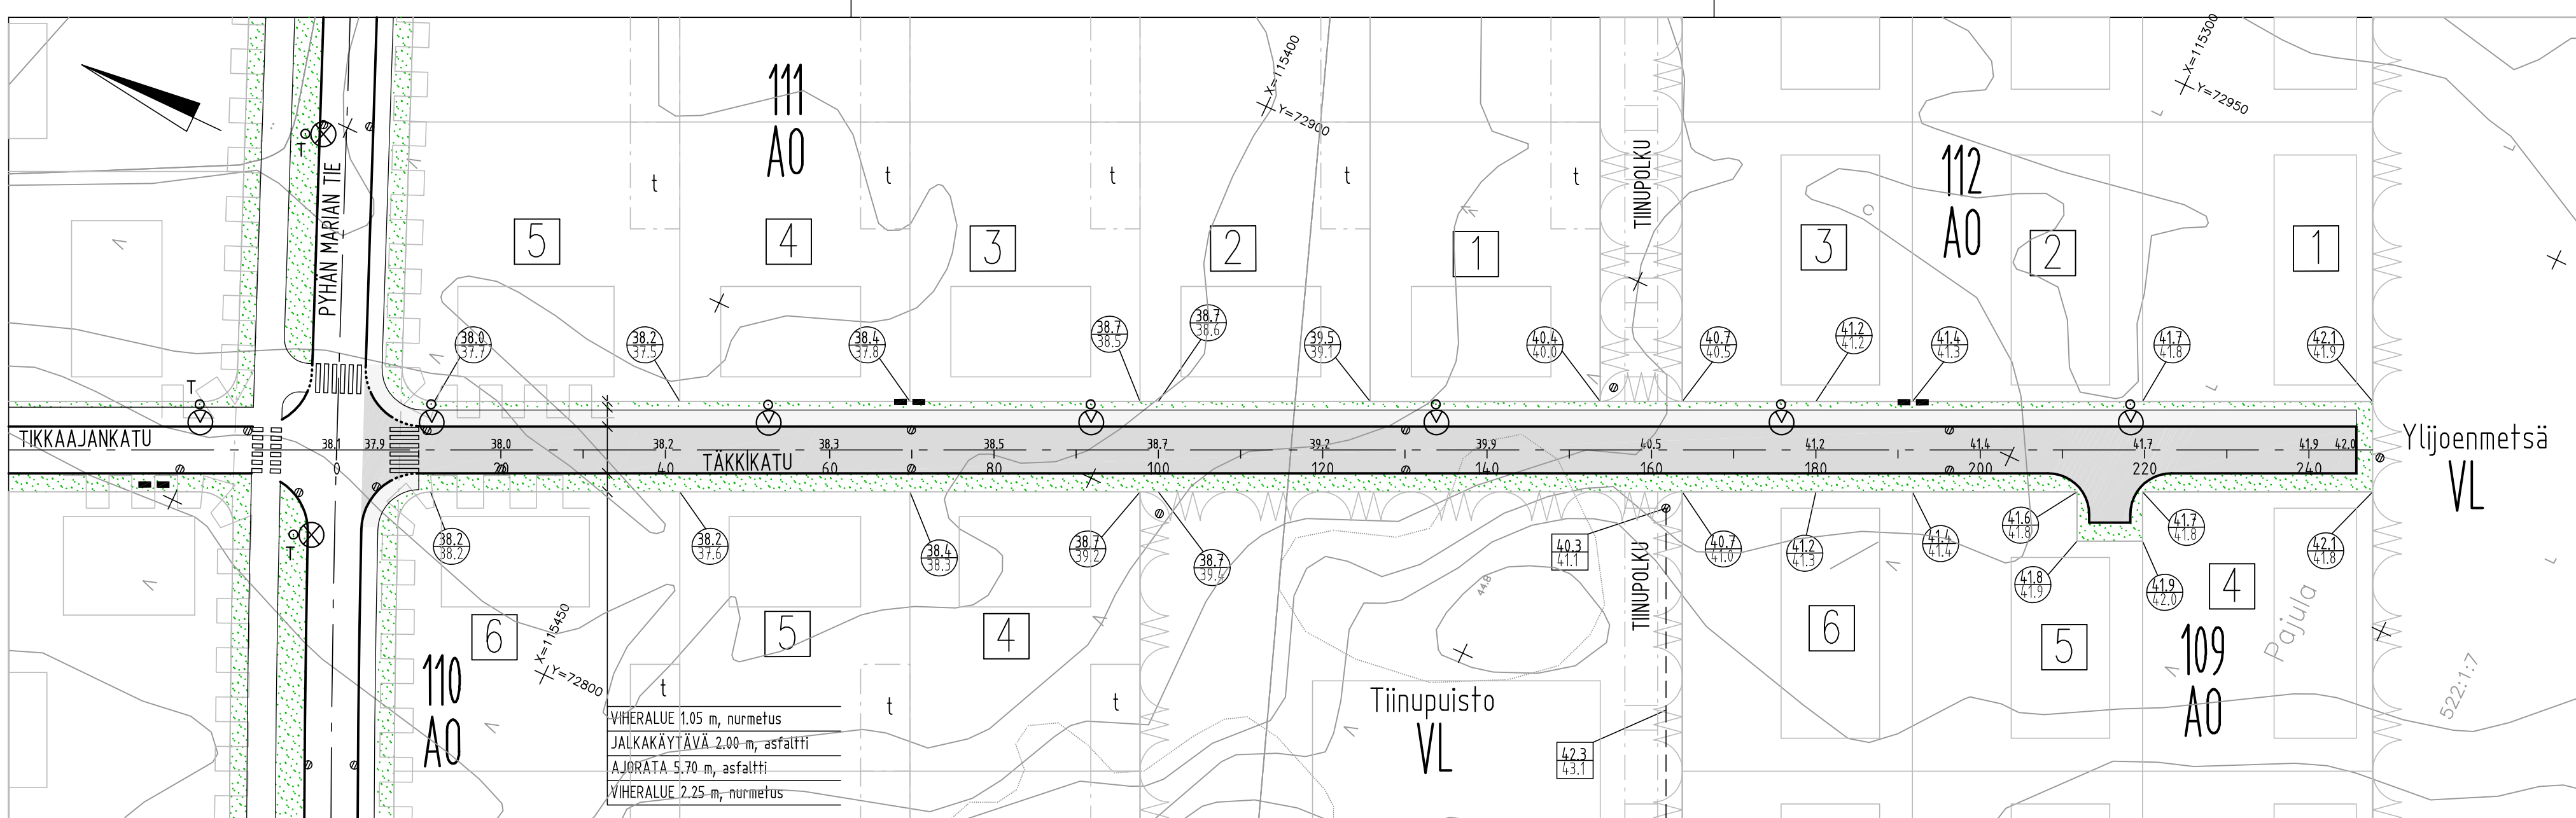 X=115400
Y=72900
X=115300
Y=72950
111
AO
112
AO
T
PYHÄN MARIAN TIE
TIINUPOLKU
t
t
t
t
t
5
4
3
2
1
3
2
1
38.0
37.7
38.2
37.5
38.4
37.8
38.7
38.5
38.7
38.6
39.5
39.1
40.4
40.0
40.7
40.5
41.2
41.2
41.4
41.3
41.7
41.8
42.1
41.9
T
TIKKAAJANKATU
38.1
37.9
38.0
38.2
38.3
38.5
38.7
39.2
39.9
40.5
41.2
41.4
41.7
41.9
42.0
TÄKKIKATU
0
20
40
60
80
100
120
140
160
180
200
220
240
Ylijoenmetsä
VL
T
38.2
38.2
38.2
37.6
38.4
38.3
38.7
39.2
38.7
39.4
40.3
41.1
40.7
41.0
41.2
41.3
41.4
41.4
41.6
41.8
41.7
41.8
42.1
41.8
41.8
41.9
41.9
42.0
44.8
TIINUPOLKU
6
5
4
6
5
4
X=115450
Y=72800
110
AO
109
AO
Pajula
522:1:7
t
t
t
Tiinupuisto
VL
42.3
43.1
VIHERALUE 1.05 m, nurmetus
JALKAKÄYTÄVÄ 2.00 m, asfaltti
AJORATA 5.70 m, asfaltti
VIHERALUE 2.25 m, nurmetus